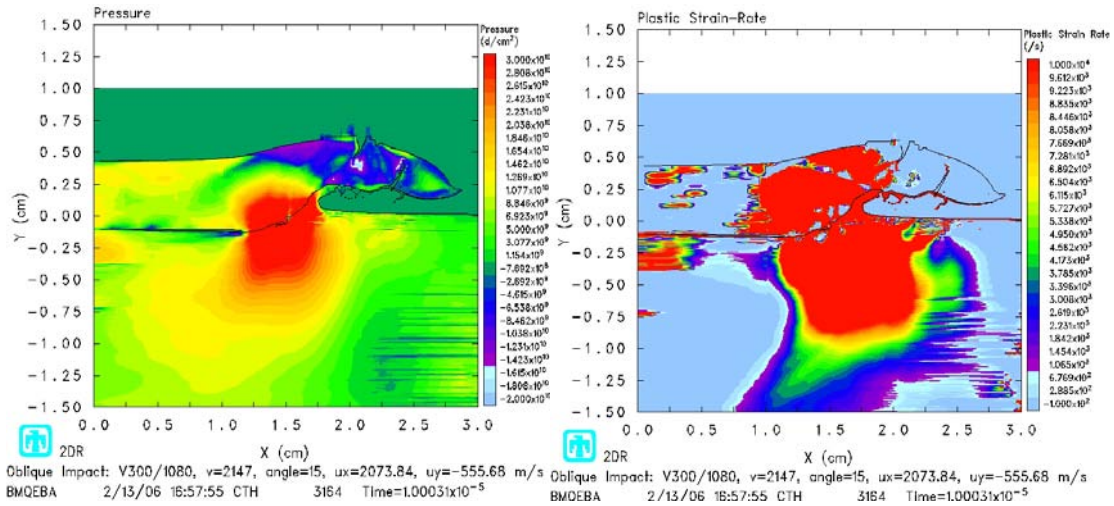 Pressure
Pressure
(d/cm²)
3.000x10¹⁰
2.808x10¹⁰
2.615x10¹⁰
2.423x10¹⁰
2.231x10¹⁰
2.038x10¹⁰
1.846x10¹⁰
1.654x10¹⁰
1.462x10¹⁰
1.269x10¹⁰
1.077x10¹⁰
8.846x10⁹
6.923x10⁹
5.000x10⁹
3.077x10⁹
1.154x10⁹
-7.692x10⁸
-2.692x10⁹
-4.615x10⁹
-6.538x10⁹
-8.462x10⁹
-1.038x10¹⁰
-1.231x10¹⁰
-1.423x10¹⁰
-1.615x10¹⁰
-1.808x10¹⁰
-2.000x10¹⁰
1.50
1.00
0.75
0.50
0.25
0.00
-0.25
-0.50
-0.75
-1.00
-1.25
-1.50
Y (cm)
0.0 0.5 1.0 1.5 2.0 2.5 3.0
X (cm)
2DR
Oblique Impact: V300/1080, v=2147, angle=15, ux=2073.84, uy=-555.68 m/s
BMQEBA 2/13/06 16:57:55 CTH 3164 Time=1.00031x10⁻⁵
Plastic Strain-Rate
Plastic Strain Rate
(/s)
1.000x10⁴
9.612x10³
9.223x10³
8.835x10³
8.446x10³
8.058x10³
7.669x10³
7.281x10³
6.892x10³
6.504x10³
6.115x10³
5.727x10³
5.338x10³
4.950x10³
4.562x10³
4.173x10³
3.785x10³
3.396x10³
3.008x10³
2.619x10³
2.231x10³
1.842x10³
1.454x10³
1.065x10³
6.769x10²
2.885x10²
-1.000x10²
1.50
1.25
1.00
0.75
0.50
0.25
0.00
-0.25
-0.50
-0.75
-1.00
-1.25
-1.50
Y (cm)
0.0 0.5 1.0 1.5 2.0 2.5 3.0
X (cm)
2DR
Oblique Impact: V300/1080, v=2147, angle=15, ux=2073.84, uy=-555.68 m/s
BMQEBA 2/13/06 16:57:55 CTH 3164 Time=1.00031x10⁻⁵